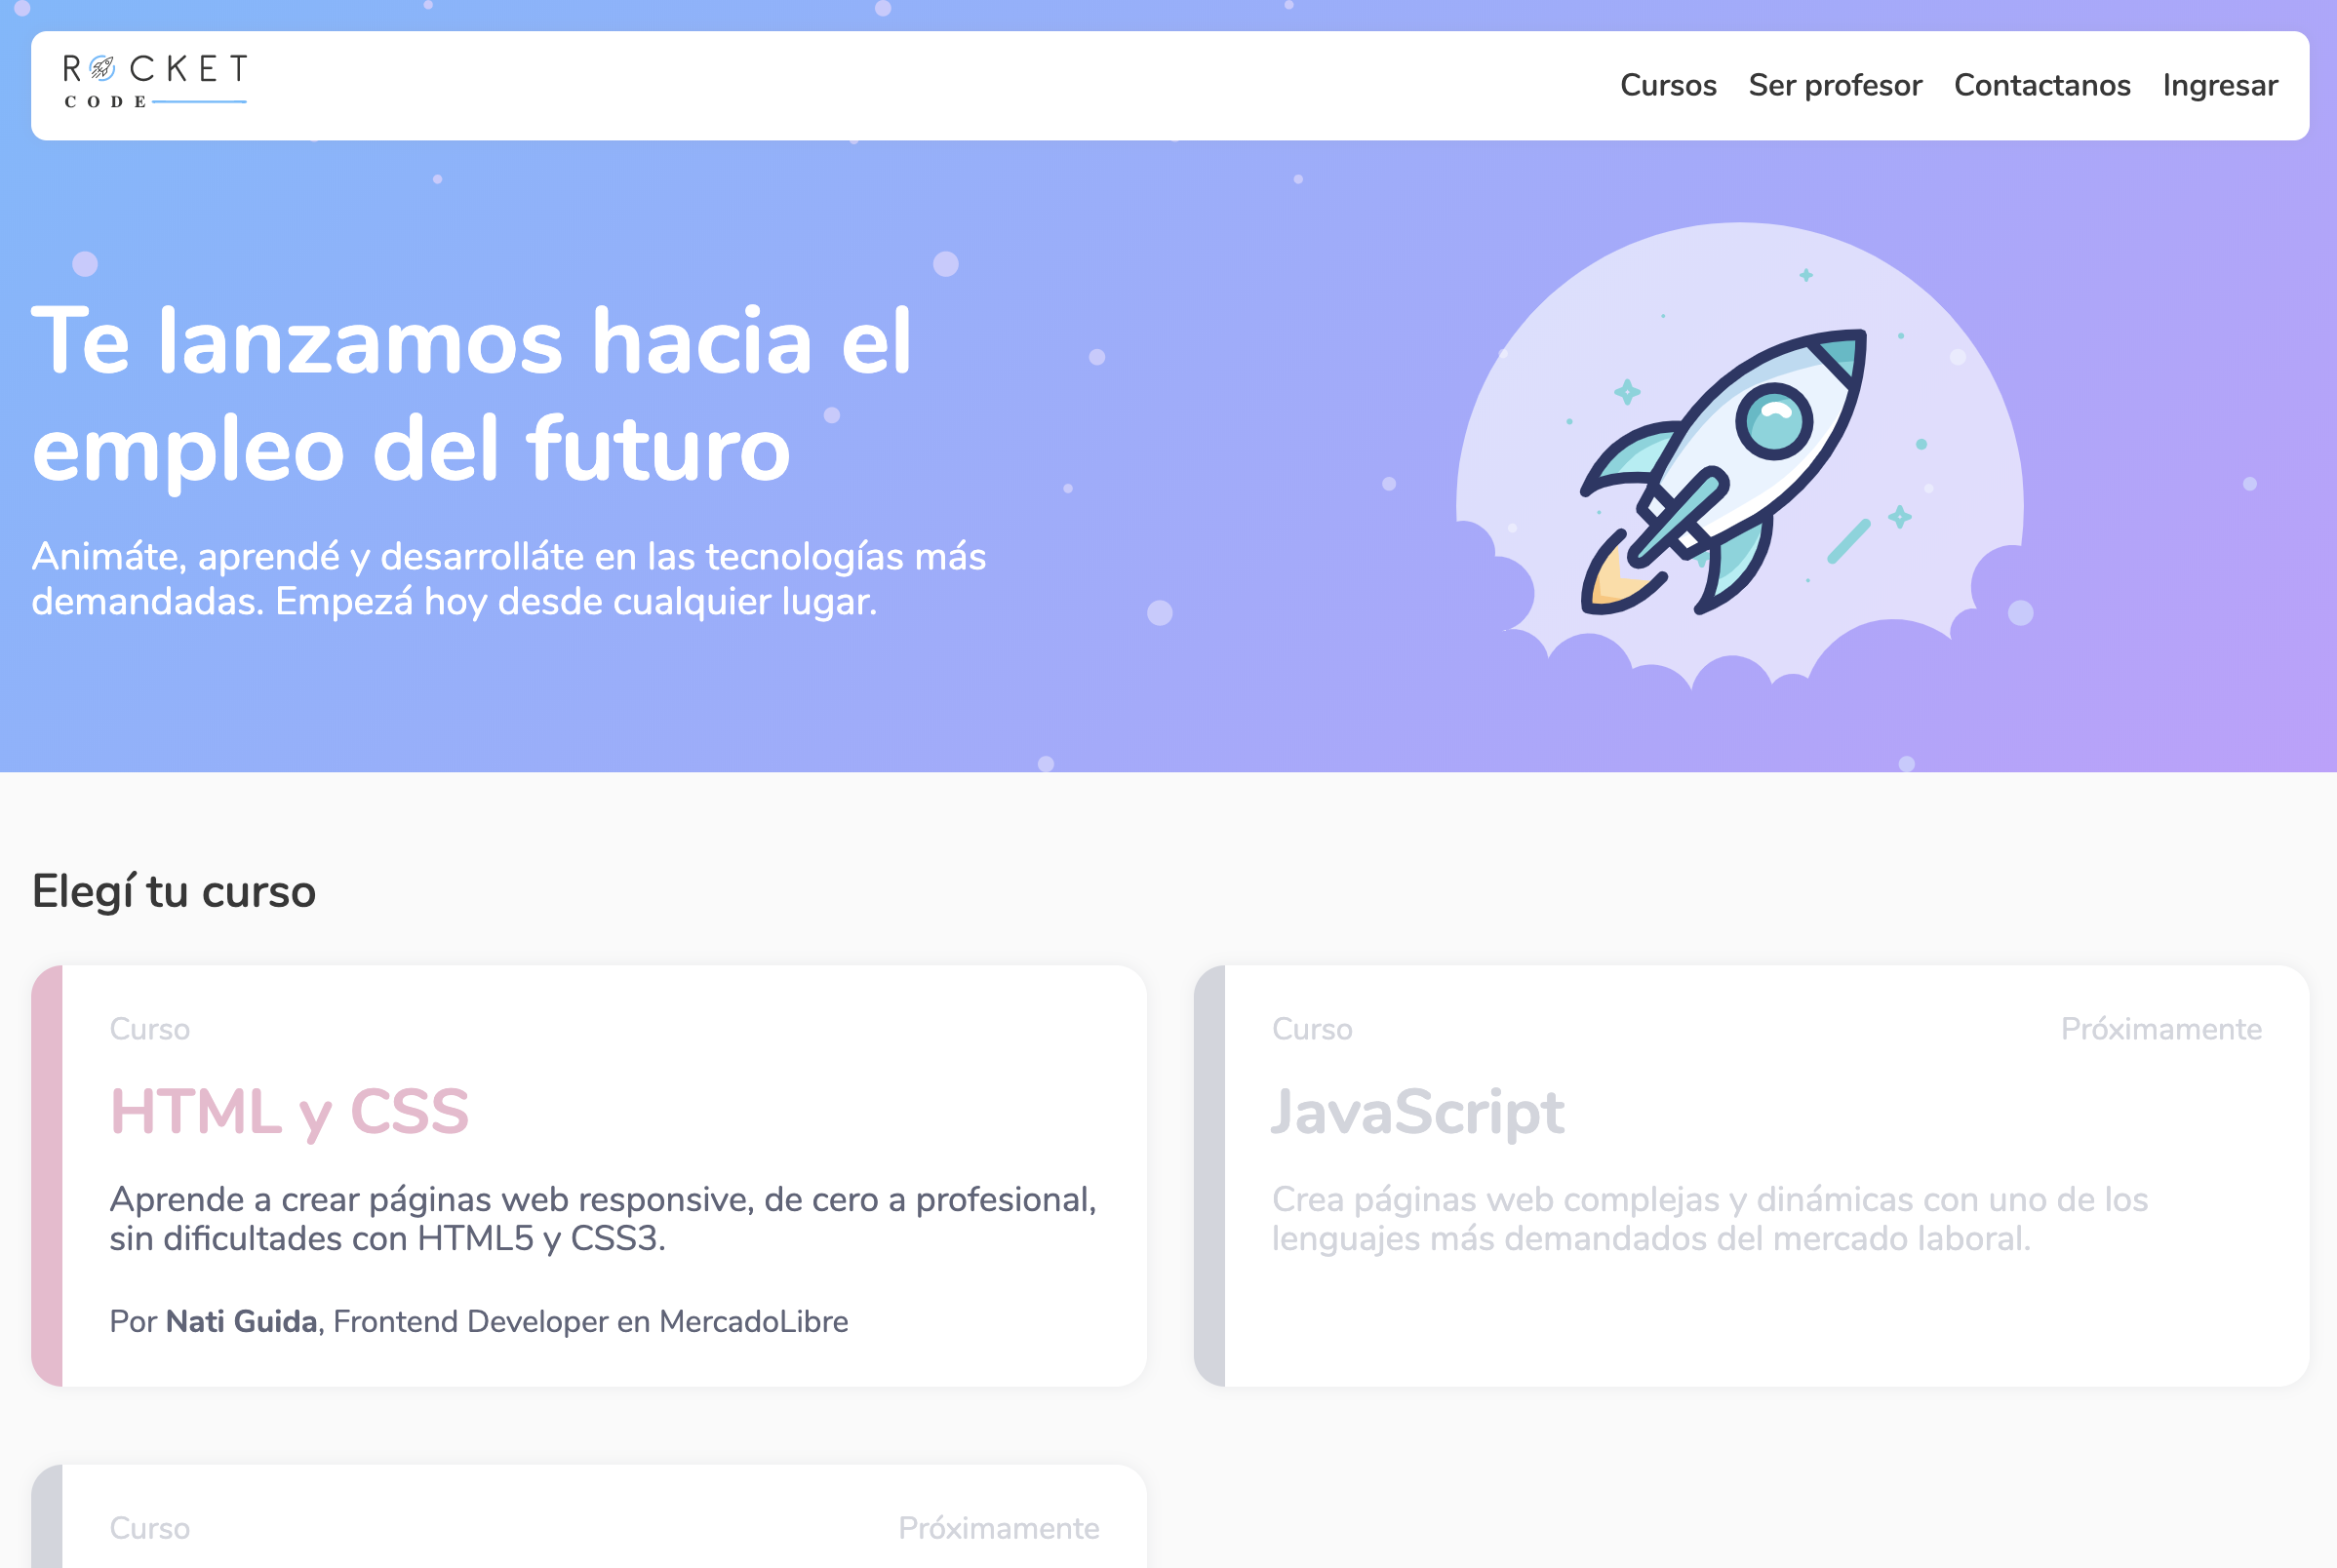 ROCKET
CODE
Cursos Ser profesor Contactanos Ingresar
Te lanzamos hacia el
empleo del futuro
Animáte, aprendé y desarrolláte en las tecnologías más
demandadas. Empezá hoy desde cualquier lugar.
Elegí tu curso
Curso
HTML y CSS
Aprende a crear páginas web responsive, de cero a profesional,
sin dificultades con HTML5 y CSS3.
Por Nati Guida, Frontend Developer en MercadoLibre
Curso Próximamente
JavaScript
Crea páginas web complejas y dinámicas con uno de los
lenguajes más demandados del mercado laboral.
Curso Próximamente